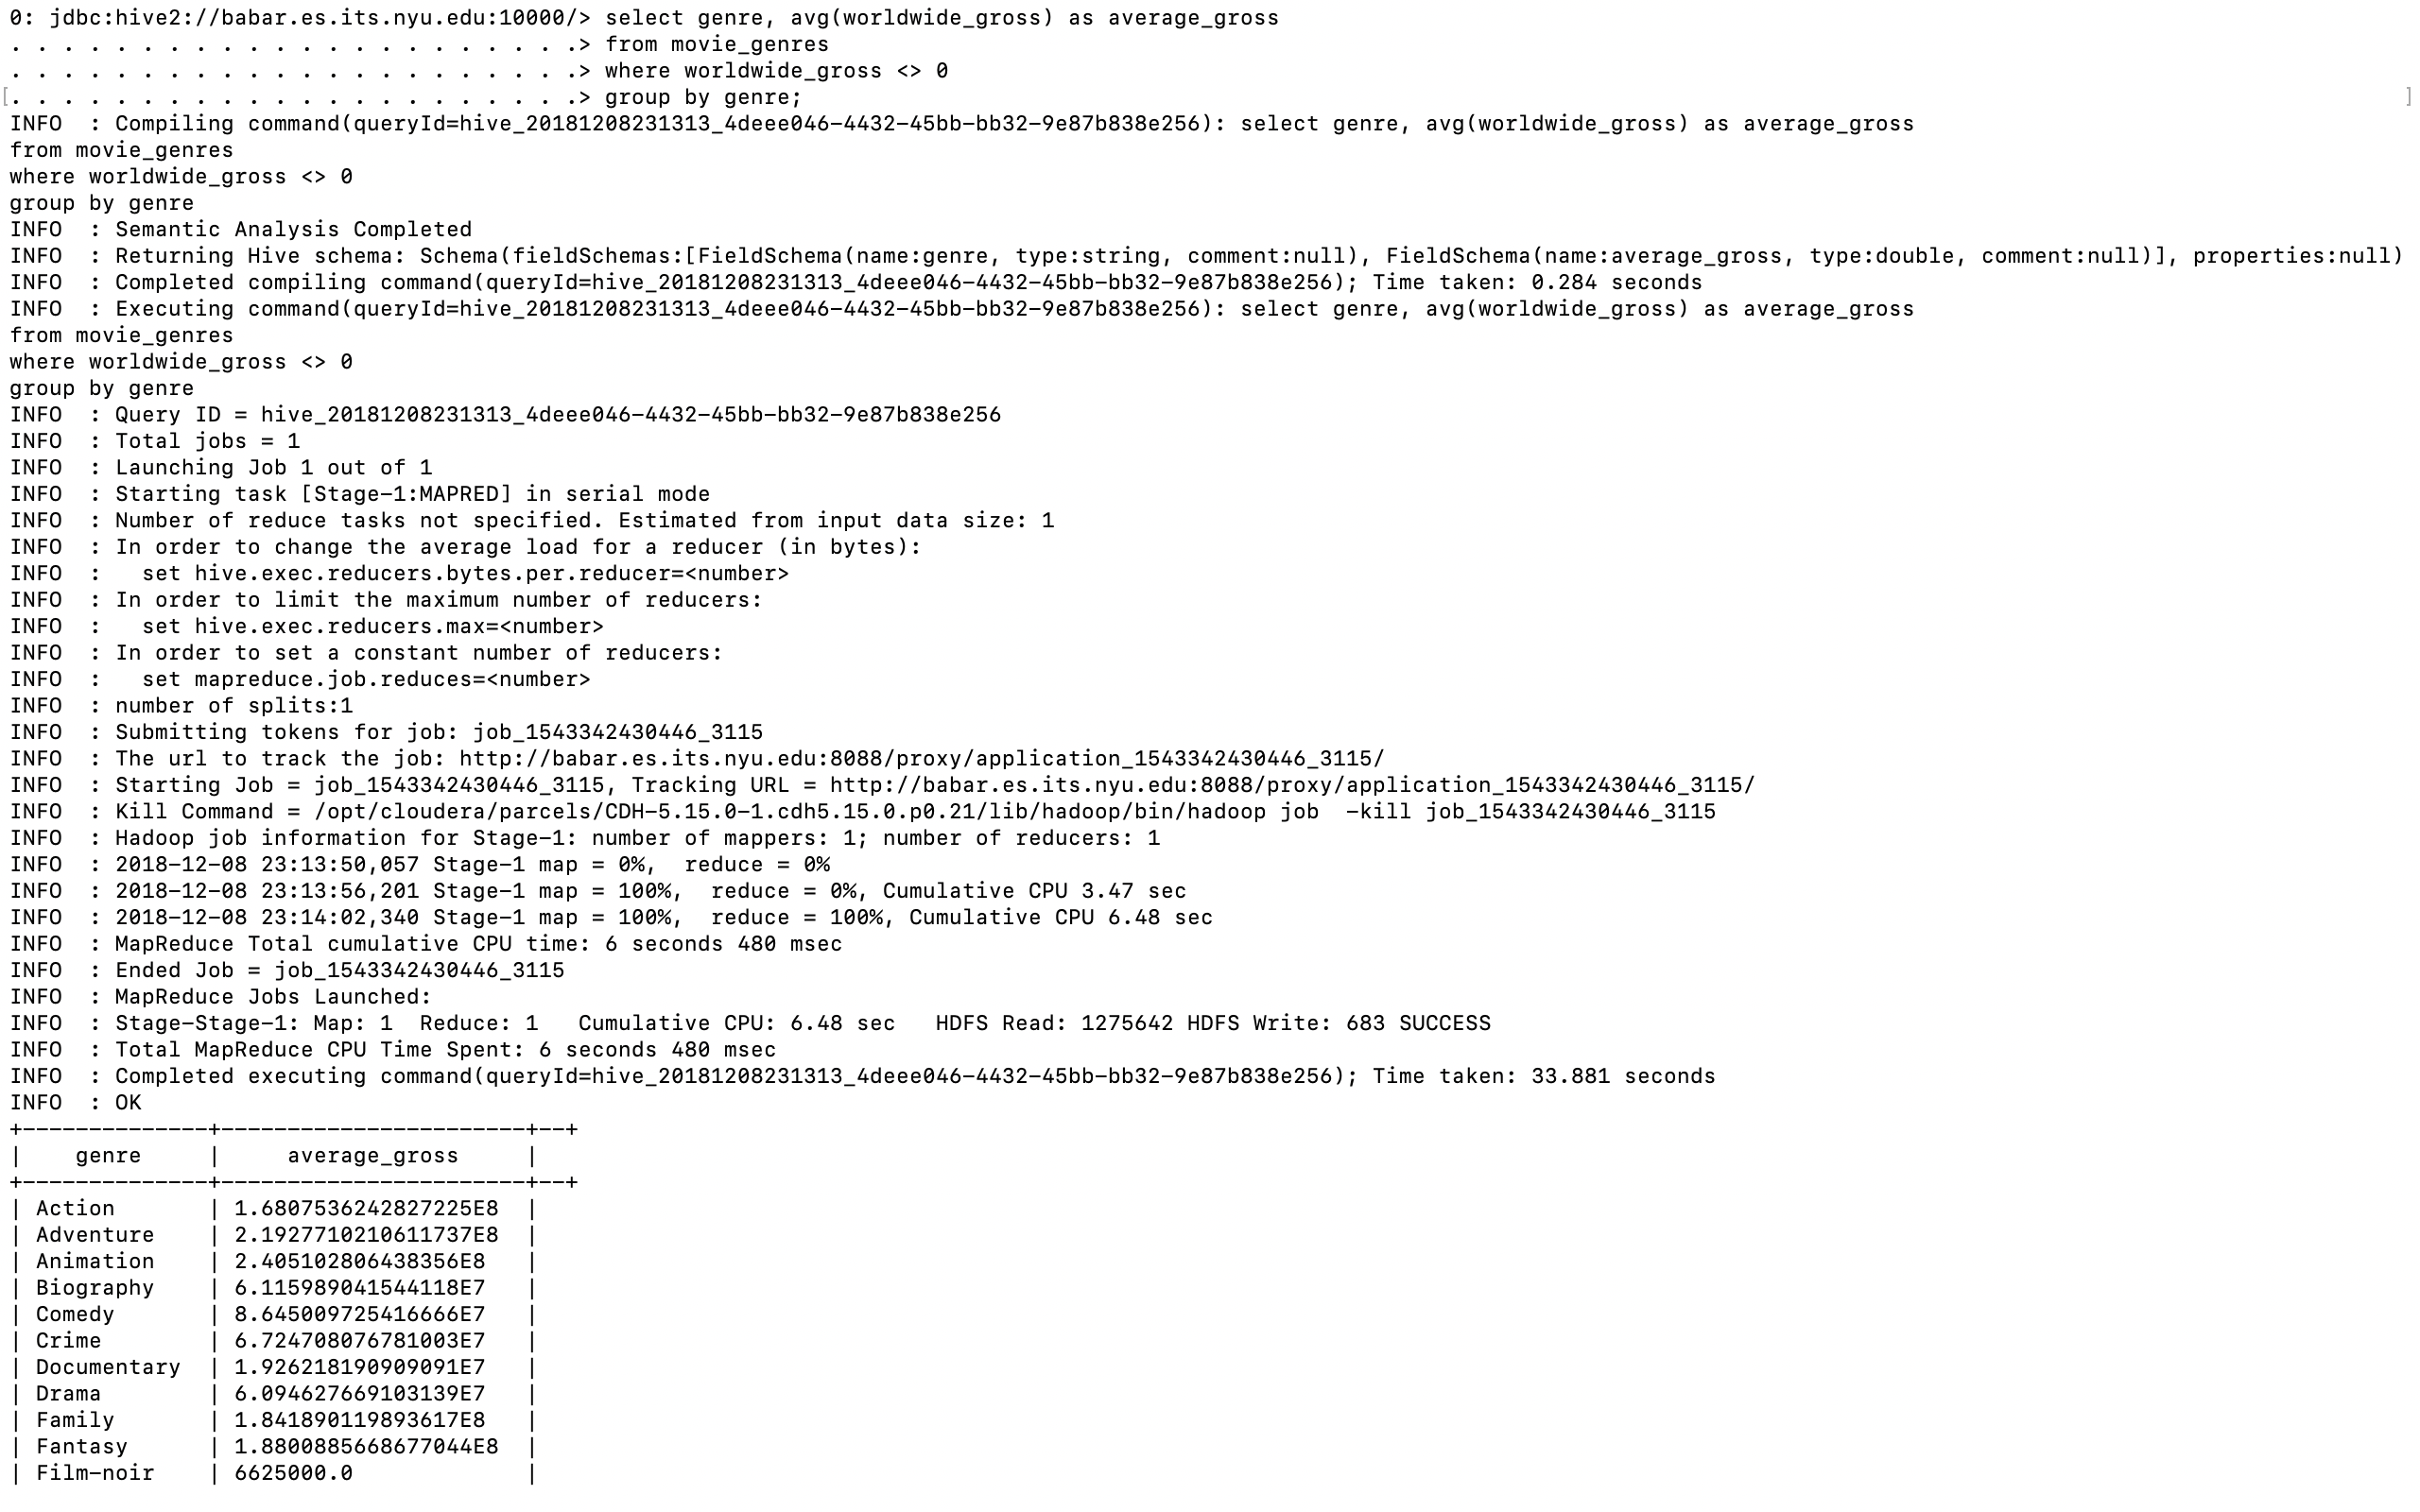 0: jdbc:hive2://babar.es.its.nyu.edu:10000/> select genre, avg(worldwide_gross) as average_gross
. . . . . . . . . . . . . . . . . . . . . .> from movie_genres
. . . . . . . . . . . . . . . . . . . . . .> where worldwide_gross <> 0
[. . . . . . . . . . . . . . . . . . . . . .> group by genre; ]
INFO  : Compiling command(queryId=hive_20181208231313_4deee046-4432-45bb-bb32-9e87b838e256): select genre, avg(worldwide_gross) as average_gross
from movie_genres
where worldwide_gross <> 0
group by genre
INFO  : Semantic Analysis Completed
INFO  : Returning Hive schema: Schema(fieldSchemas:[FieldSchema(name:genre, type:string, comment:null), FieldSchema(name:average_gross, type:double, comment:null)], properties:null)
INFO  : Completed compiling command(queryId=hive_20181208231313_4deee046-4432-45bb-bb32-9e87b838e256); Time taken: 0.284 seconds
INFO  : Executing command(queryId=hive_20181208231313_4deee046-4432-45bb-bb32-9e87b838e256): select genre, avg(worldwide_gross) as average_gross
from movie_genres
where worldwide_gross <> 0
group by genre
INFO  : Query ID = hive_20181208231313_4deee046-4432-45bb-bb32-9e87b838e256
INFO  : Total jobs = 1
INFO  : Launching Job 1 out of 1
INFO  : Starting task [Stage-1:MAPRED] in serial mode
INFO  : Number of reduce tasks not specified. Estimated from input data size: 1
INFO  : In order to change the average load for a reducer (in bytes):
INFO  :   set hive.exec.reducers.bytes.per.reducer=<number>
INFO  : In order to limit the maximum number of reducers:
INFO  :   set hive.exec.reducers.max=<number>
INFO  : In order to set a constant number of reducers:
INFO  :   set mapreduce.job.reduces=<number>
INFO  : number of splits:1
INFO  : Submitting tokens for job: job_1543342430446_3115
INFO  : The url to track the job: http://babar.es.its.nyu.edu:8088/proxy/application_1543342430446_3115/
INFO  : Starting Job = job_1543342430446_3115, Tracking URL = http://babar.es.its.nyu.edu:8088/proxy/application_1543342430446_3115/
INFO  : Kill Command = /opt/cloudera/parcels/CDH-5.15.0-1.cdh5.15.0.p0.21/lib/hadoop/bin/hadoop job  -kill job_1543342430446_3115
INFO  : Hadoop job information for Stage-1: number of mappers: 1; number of reducers: 1
INFO  : 2018-12-08 23:13:50,057 Stage-1 map = 0%,  reduce = 0%
INFO  : 2018-12-08 23:13:56,201 Stage-1 map = 100%,  reduce = 0%, Cumulative CPU 3.47 sec
INFO  : 2018-12-08 23:14:02,340 Stage-1 map = 100%,  reduce = 100%, Cumulative CPU 6.48 sec
INFO  : MapReduce Total cumulative CPU time: 6 seconds 480 msec
INFO  : Ended Job = job_1543342430446_3115
INFO  : MapReduce Jobs Launched:
INFO  : Stage-Stage-1: Map: 1  Reduce: 1   Cumulative CPU: 6.48 sec   HDFS Read: 1275642 HDFS Write: 683 SUCCESS
INFO  : Total MapReduce CPU Time Spent: 6 seconds 480 msec
INFO  : Completed executing command(queryId=hive_20181208231313_4deee046-4432-45bb-bb32-9e87b838e256); Time taken: 33.881 seconds
INFO  : OK
+--------------+-----------------------+--+
|    genre     |     average_gross     |
+--------------+-----------------------+--+
| Action       | 1.6807536242827225E8  |
| Adventure    | 2.1927710210611737E8  |
| Animation    | 2.405102806438356E8   |
| Biography    | 6.115989041544118E7   |
| Comedy       | 8.645009725416666E7   |
| Crime        | 6.724708076781003E7   |
| Documentary  | 1.926218190909091E7   |
| Drama        | 6.094627669103139E7   |
| Family       | 1.841890119893617E8   |
| Fantasy      | 1.8800885668677044E8  |
| Film-noir    | 6625000.0             |